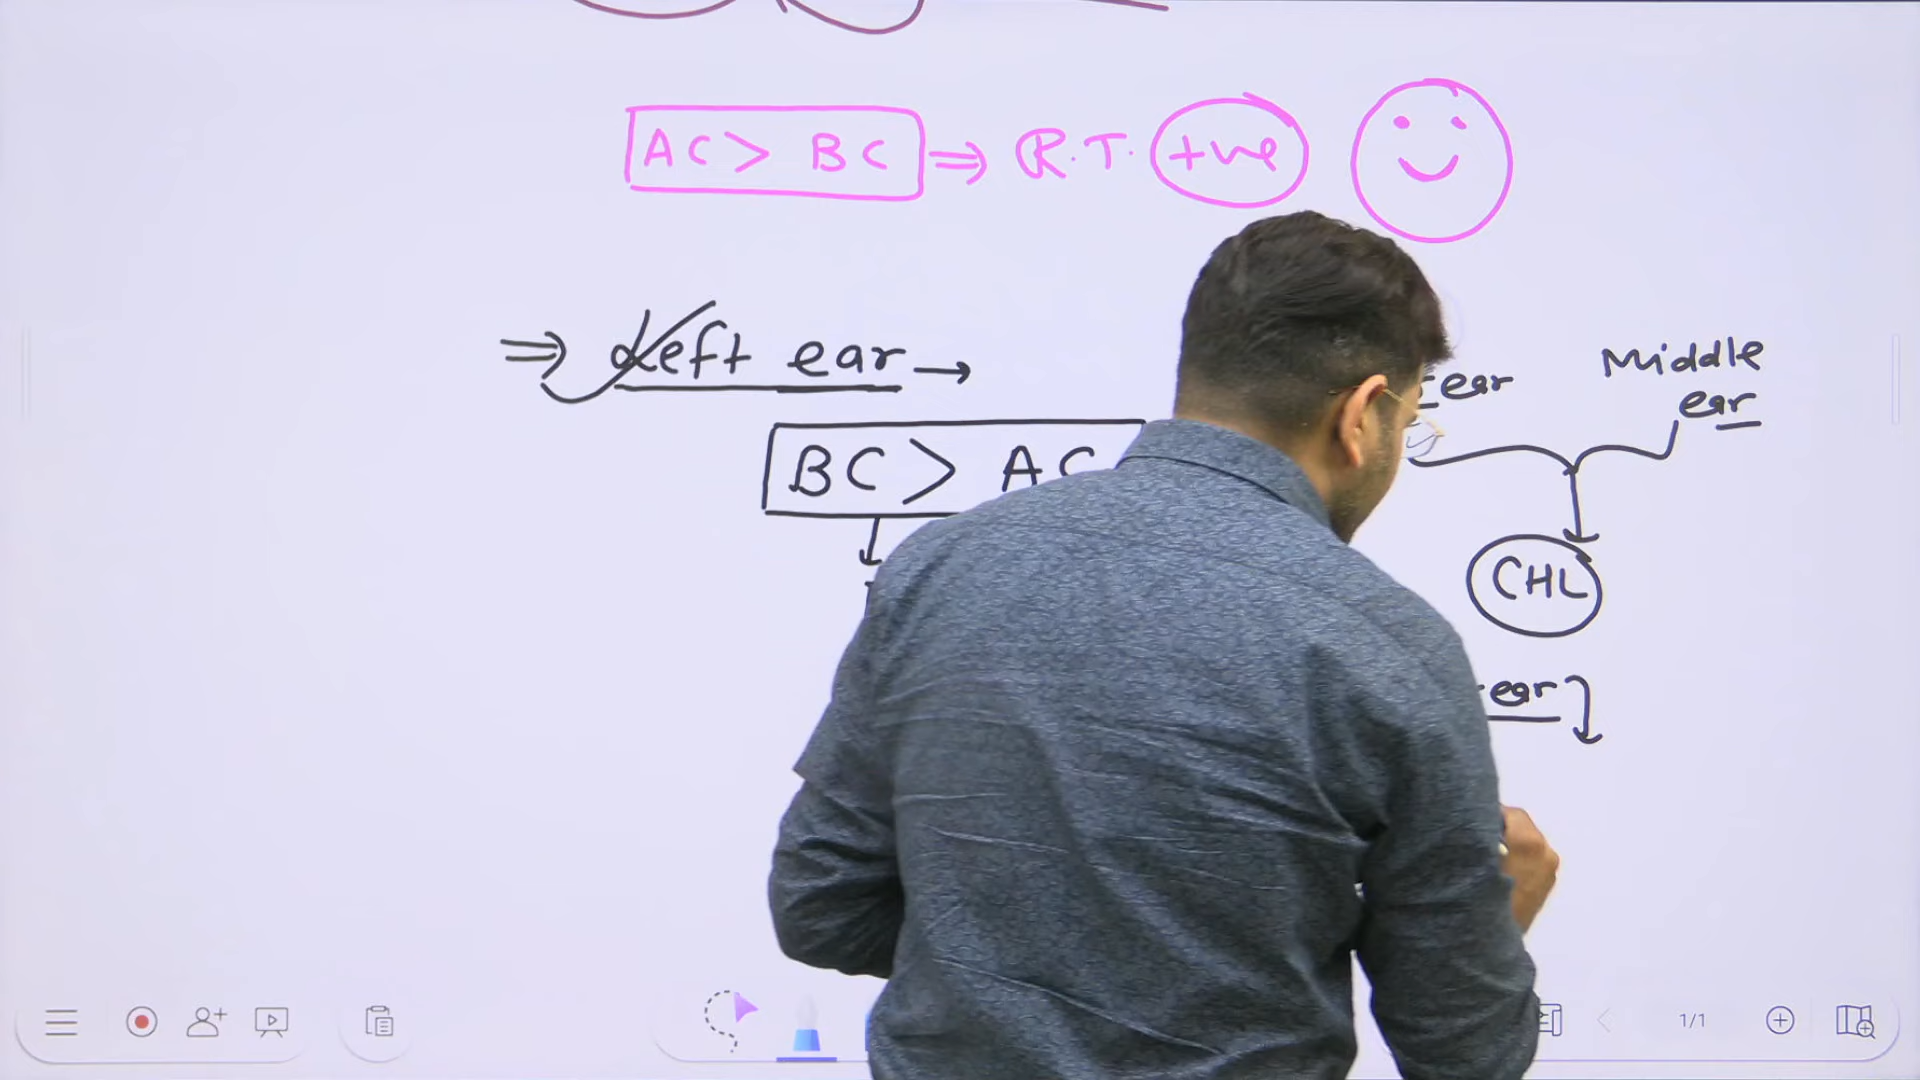 AC > BC ⇒ R.T. +ve
⇒ Left ear →
BC > AC
ear
Middle
ear
CHL
ear
1/1